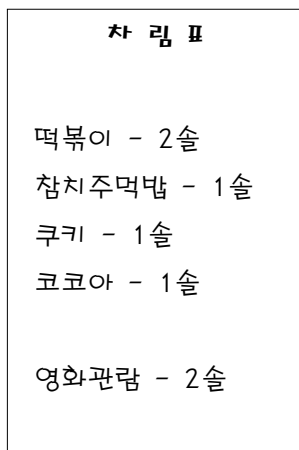 차 림 표
떡볶이 - 2솔
참치주먹밥 - 1솔
쿠키 - 1솔
코코아 - 1솔
영화관람 - 2솔